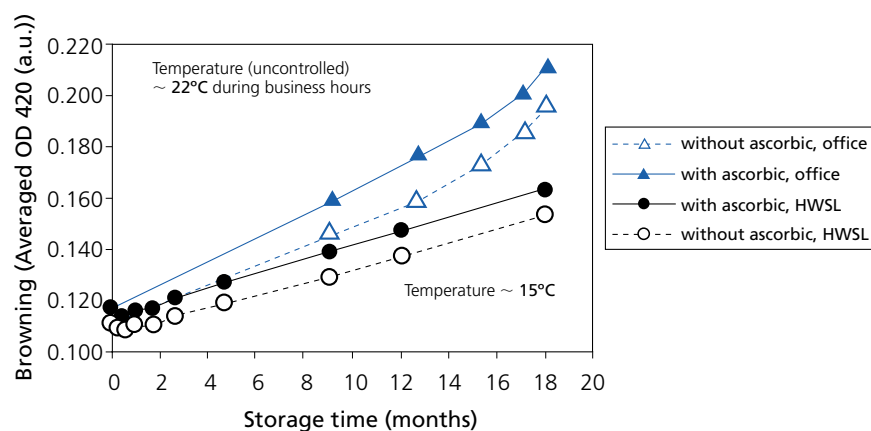 Browning (Averaged OD 420 (a.u.))
0.220
0.200
0.180
0.160
0.140
0.120
0.100
Temperature (uncontrolled)
~ 22ºC during business hours
Temperature ~ 15ºC
0 2 4 6 8 10 12 14 16 18 20
Storage time (months)
without ascorbic, office
with ascorbic, office
with ascorbic, HWSL
without ascorbic, HWSL